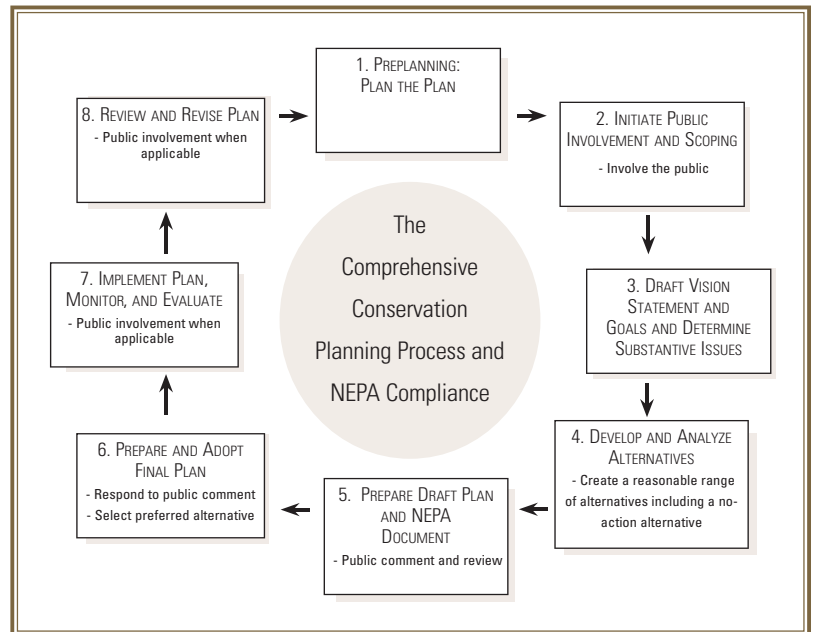 1. PREPLANNING:
PLAN THE PLAN
2. INITIATE PUBLIC
INVOLVEMENT AND SCOPING
- Involve the public
3. DRAFT VISION
STATEMENT AND
GOALS AND DETERMINE
SUBSTANTIVE ISSUES
4. DEVELOP AND ANALYZE
ALTERNATIVES
- Create a reasonable range
of alternatives including a no-
action alternative
5. PREPARE DRAFT PLAN
AND NEPA
DOCUMENT
- Public comment and review
6. PREPARE AND ADOPT
FINAL PLAN
- Respond to public comment
- Select preferred alternative
7. IMPLEMENT PLAN,
MONITOR, AND EVALUATE
- Public involvement when
applicable
8. REVIEW AND REVISE PLAN
- Public involvement when
applicable
The
Comprehensive
Conservation
Planning Process and
NEPA Compliance